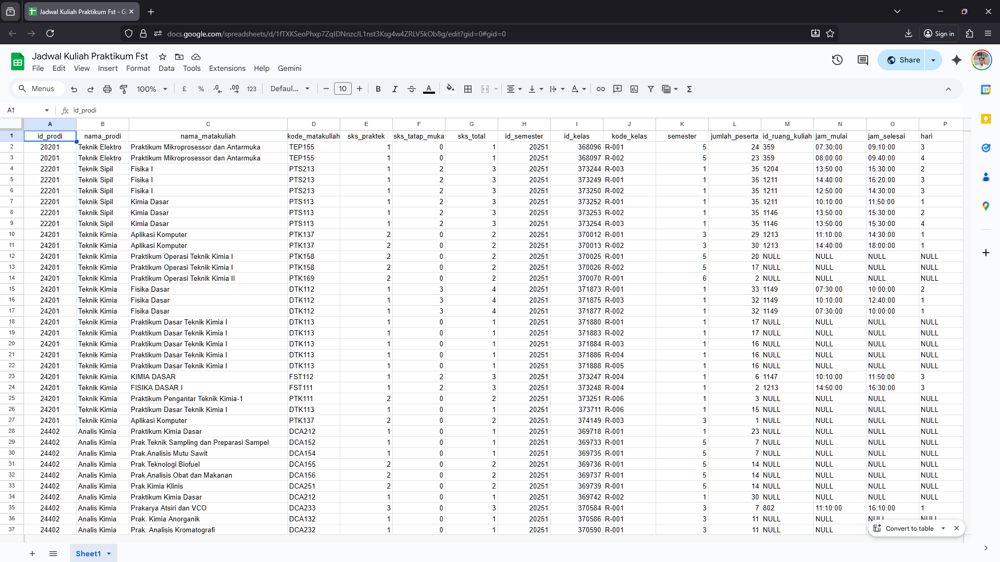 Jadwal Kuliah Praktikum Fst - G
docs.google.com/spreadsheets/d/1fTXKSeoPhxp7ZqIDNnzcJL1nst3Ksg4w4ZRLV5kOb8g/edit?gid=0#gid=0
Sign in
Jadwal Kuliah Praktikum Fst
File Edit View Insert Format Data Tools Extensions Help Gemini
Share
Menus 100% £ % .0 .00 123 Defaul... 10 B I A
A1 fx id_prodi
A B C D E F G H I J K L M N O P
1 id_prodi nama_prodi nama_matakuliah kode_matakuliah sks_praktek sks_tatap_muka sks_total id_semester id_kelas kode_kelas semester jumlah_peserta id_ruang_kuliah jam_mulai jam_selesai hari
2 20201 Teknik Elektro Praktikum Mikroprosessor dan Antarmuka TEP155 1 0 1 20251 368096 R-001 5 24 359 07:30:00 09:10:00 3
3 20201 Teknik Elektro Praktikum Mikroprosessor dan Antarmuka TEP155 1 0 1 20251 368097 R-002 5 23 359 08:00:00 09:40:00 4
4 22201 Teknik Sipil Fisika I PTS213 1 2 3 20251 373244 R-003 1 35 1204 13:50:00 15:30:00 2
5 22201 Teknik Sipil Fisika I PTS213 1 2 3 20251 373249 R-001 1 35 1211 14:40:00 16:20:00 3
6 22201 Teknik Sipil Fisika I PTS213 1 2 3 20251 373250 R-002 1 35 1211 12:50:00 14:30:00 3
7 22201 Teknik Sipil Kimia Dasar PTS113 1 2 3 20251 373252 R-001 1 35 1211 10:10:00 11:50:00 1
8 22201 Teknik Sipil Kimia Dasar PTS113 1 2 3 20251 373253 R-002 1 35 1146 13:50:00 15:30:00 2
9 22201 Teknik Sipil Kimia Dasar PTS113 1 2 3 20251 373254 R-003 1 35 1146 13:50:00 15:30:00 4
10 24201 Teknik Kimia Aplikasi Komputer PTK137 2 0 2 20251 370012 R-001 3 29 1213 11:10:00 14:30:00 1
11 24201 Teknik Kimia Aplikasi Komputer PTK137 2 0 2 20251 370013 R-002 3 30 1213 14:40:00 18:00:00 1
12 24201 Teknik Kimia Praktikum Operasi Teknik Kimia I PTK158 2 0 2 20251 370025 R-001 5 20 NULL NULL NULL NULL
13 24201 Teknik Kimia Praktikum Operasi Teknik Kimia I PTK158 2 0 2 20251 370026 R-002 5 17 NULL NULL NULL NULL
14 24201 Teknik Kimia Praktikum Operasi Teknik Kimia II PTK169 2 0 2 20251 370070 R-001 6 2 NULL NULL NULL NULL
15 24201 Teknik Kimia Fisika Dasar DTK112 1 3 4 20251 371873 R-001 1 33 1149 07:30:00 10:00:00 2
16 24201 Teknik Kimia Fisika Dasar DTK112 1 3 4 20251 371875 R-003 1 32 1149 10:10:00 12:40:00 1
17 24201 Teknik Kimia Fisika Dasar DTK112 1 3 4 20251 371877 R-002 1 32 1149 07:30:00 10:00:00 1
18 24201 Teknik Kimia Praktikum Dasar Teknik Kimia I DTK113 1 0 1 20251 371880 R-001 1 17 NULL NULL NULL NULL
19 24201 Teknik Kimia Praktikum Dasar Teknik Kimia I DTK113 1 0 1 20251 371883 R-002 1 17 NULL NULL NULL NULL
20 24201 Teknik Kimia Praktikum Dasar Teknik Kimia I DTK113 1 0 1 20251 371884 R-003 1 16 NULL NULL NULL NULL
21 24201 Teknik Kimia Praktikum Dasar Teknik Kimia I DTK113 1 0 1 20251 371886 R-004 1 16 NULL NULL NULL NULL
22 24201 Teknik Kimia Praktikum Dasar Teknik Kimia I DTK113 1 0 1 20251 371888 R-005 1 16 NULL NULL NULL NULL
23 24201 Teknik Kimia KIMIA DASAR FST112 1 2 3 20251 373247 R-004 1 6 1147 10:10:00 11:50:00 3
24 24201 Teknik Kimia FISIKA DASAR I FST111 1 2 3 20251 373248 R-004 1 2 1213 14:50:00 16:30:00 3
25 24201 Teknik Kimia Praktikum Pengantar Teknik Kimia-1 PTK111 2 0 2 20251 373251 R-006 1 3 NULL NULL NULL NULL
26 24201 Teknik Kimia Praktikum Dasar Teknik Kimia I DTK113 1 0 1 20251 373711 R-006 1 15 NULL NULL NULL NULL
27 24201 Teknik Kimia Aplikasi Komputer PTK137 2 0 2 20251 374149 R-003 3 1 NULL NULL NULL NULL
28 24402 Analis Kimia Praktikum Kimia Dasar DCA212 1 0 1 20251 369718 R-001 1 23 NULL NULL NULL NULL
29 24402 Analis Kimia Prak.Teknik Sampling dan Preparasi Sampel DCA152 1 0 1 20251 369733 R-001 5 7 NULL NULL NULL NULL
30 24402 Analis Kimia Prak.Analisis Mutu Sawit DCA154 1 0 1 20251 369735 R-001 5 7 NULL NULL NULL NULL
31 24402 Analis Kimia Prak.Teknologi Biofuel DCA155 2 0 2 20251 369736 R-001 5 14 NULL NULL NULL NULL
32 24402 Analis Kimia Prak.Analisis Obat dan Makanan DCA156 2 0 2 20251 369737 R-001 5 14 NULL NULL NULL NULL
33 24402 Analis Kimia Prak.Kimia Klinis DCA251 2 0 2 20251 369739 R-001 5 14 NULL NULL NULL NULL
34 24402 Analis Kimia Praktikum Kimia Dasar DCA212 1 0 1 20251 369742 R-002 1 30 NULL NULL NULL NULL
35 24402 Analis Kimia Prakarya Atsiri dan VCO DCA233 3 0 3 20251 370584 R-001 3 7 802 11:10:00 16:10:00 1
36 24402 Analis Kimia Prak. Kimia Anorganik DCA132 1 0 1 20251 370586 R-001 3 11 NULL NULL NULL NULL
37 24402 Analis Kimia Prak. Analisis Kromatografi DCA232 1 0 1 20251 370590 R-001 3 11 NULL NULL
Convert to table
Sheet1